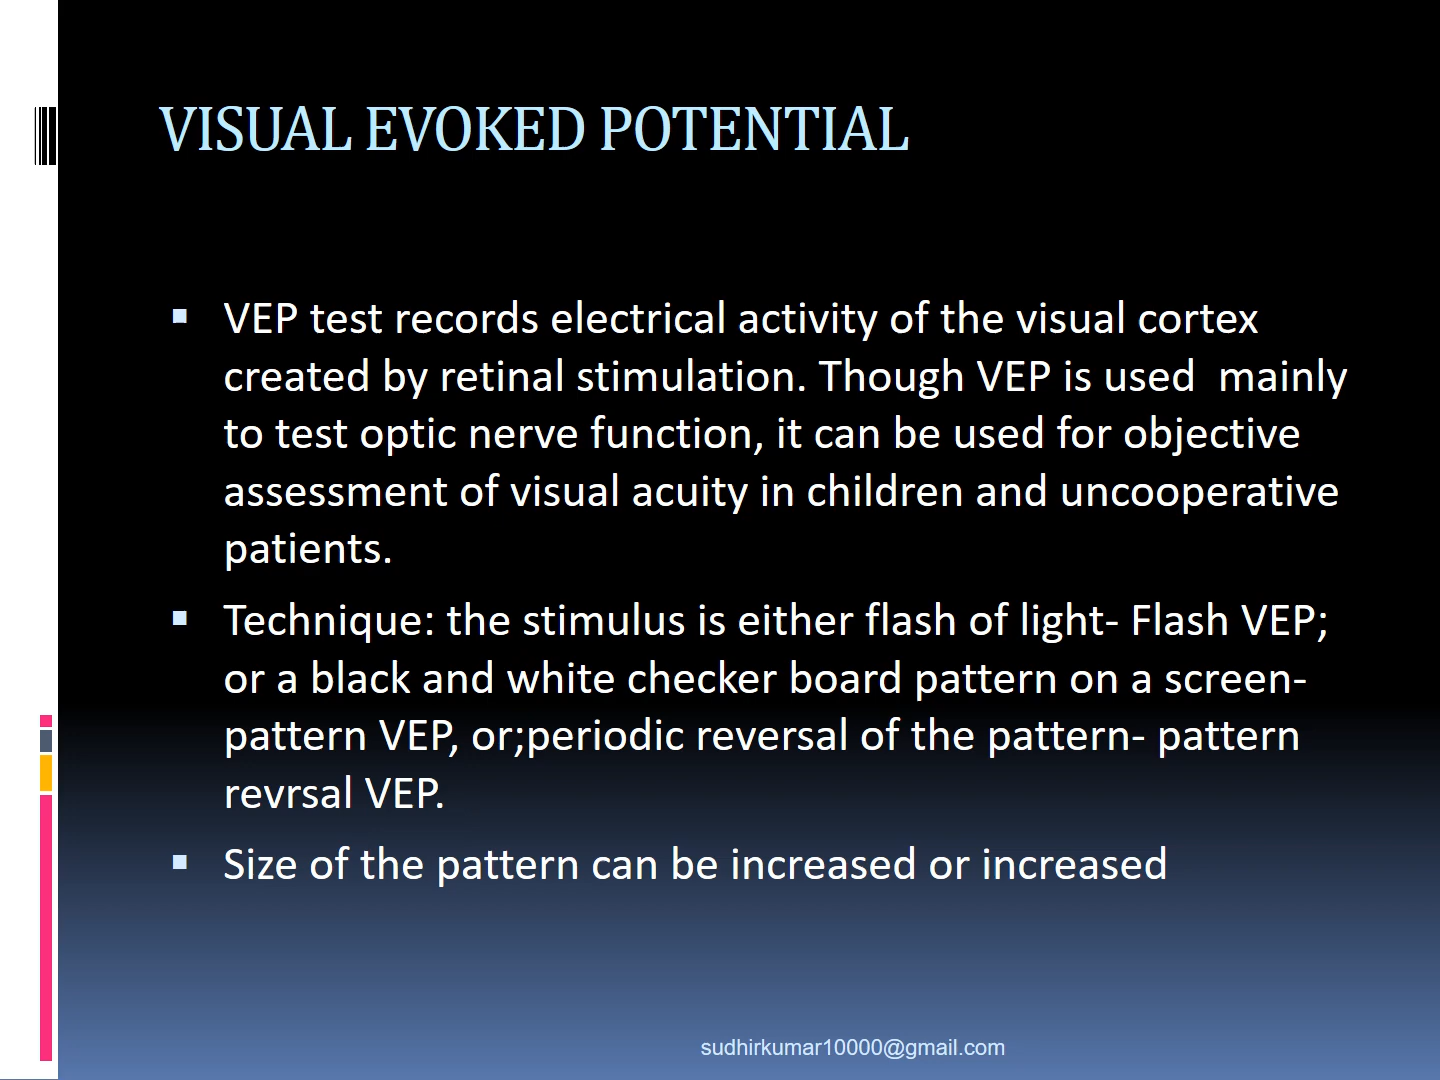 VISUAL EVOKED POTENTIAL
VEP test records electrical activity of the visual cortex
created by retinal stimulation. Though VEP is used  mainly
to test optic nerve function, it can be used for objective
assessment of visual acuity in children and uncooperative
patients.
Technique: the stimulus is either flash of light- Flash VEP;
or a black and white checker board pattern on a screen-
pattern VEP, or;periodic reversal of the pattern- pattern
revrsal VEP.
Size of the pattern can be increased or increased
sudhirkumar10000@gmail.com